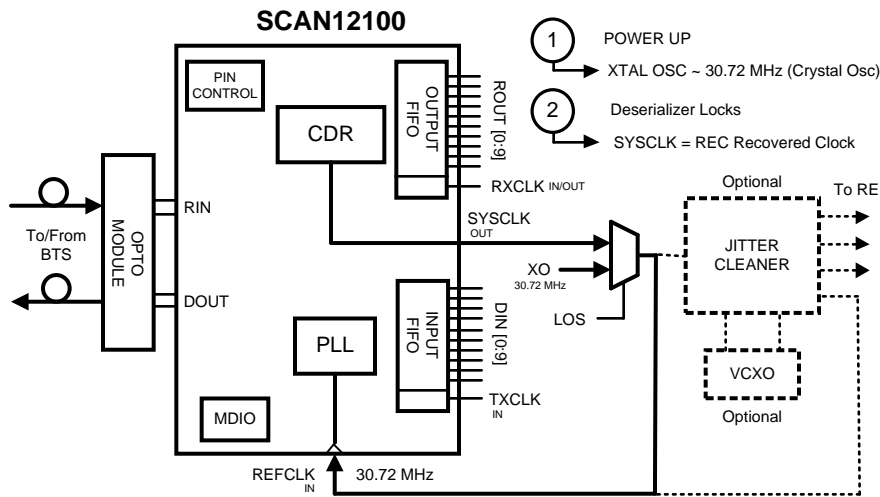 SCAN12100
1
POWER UP
XTAL OSC ~ 30.72 MHz (Crystal Osc)
2
Deserializer Locks
SYSCLK = REC Recovered Clock
PIN
CONTROL
CDR
OUTPUT
FIFO
ROUT [0:9]
RXCLK IN/OUT
To/From
BTS
OPTO
MODULE
RIN
DOUT
SYSCLK
OUT
XO
30.72 MHz
LOS
Optional
JITTER
CLEANER
To RE
VCXO
Optional
PLL
INPUT
FIFO
DIN [0:9]
TXCLK
IN
MDIO
REFCLK
IN
30.72 MHz